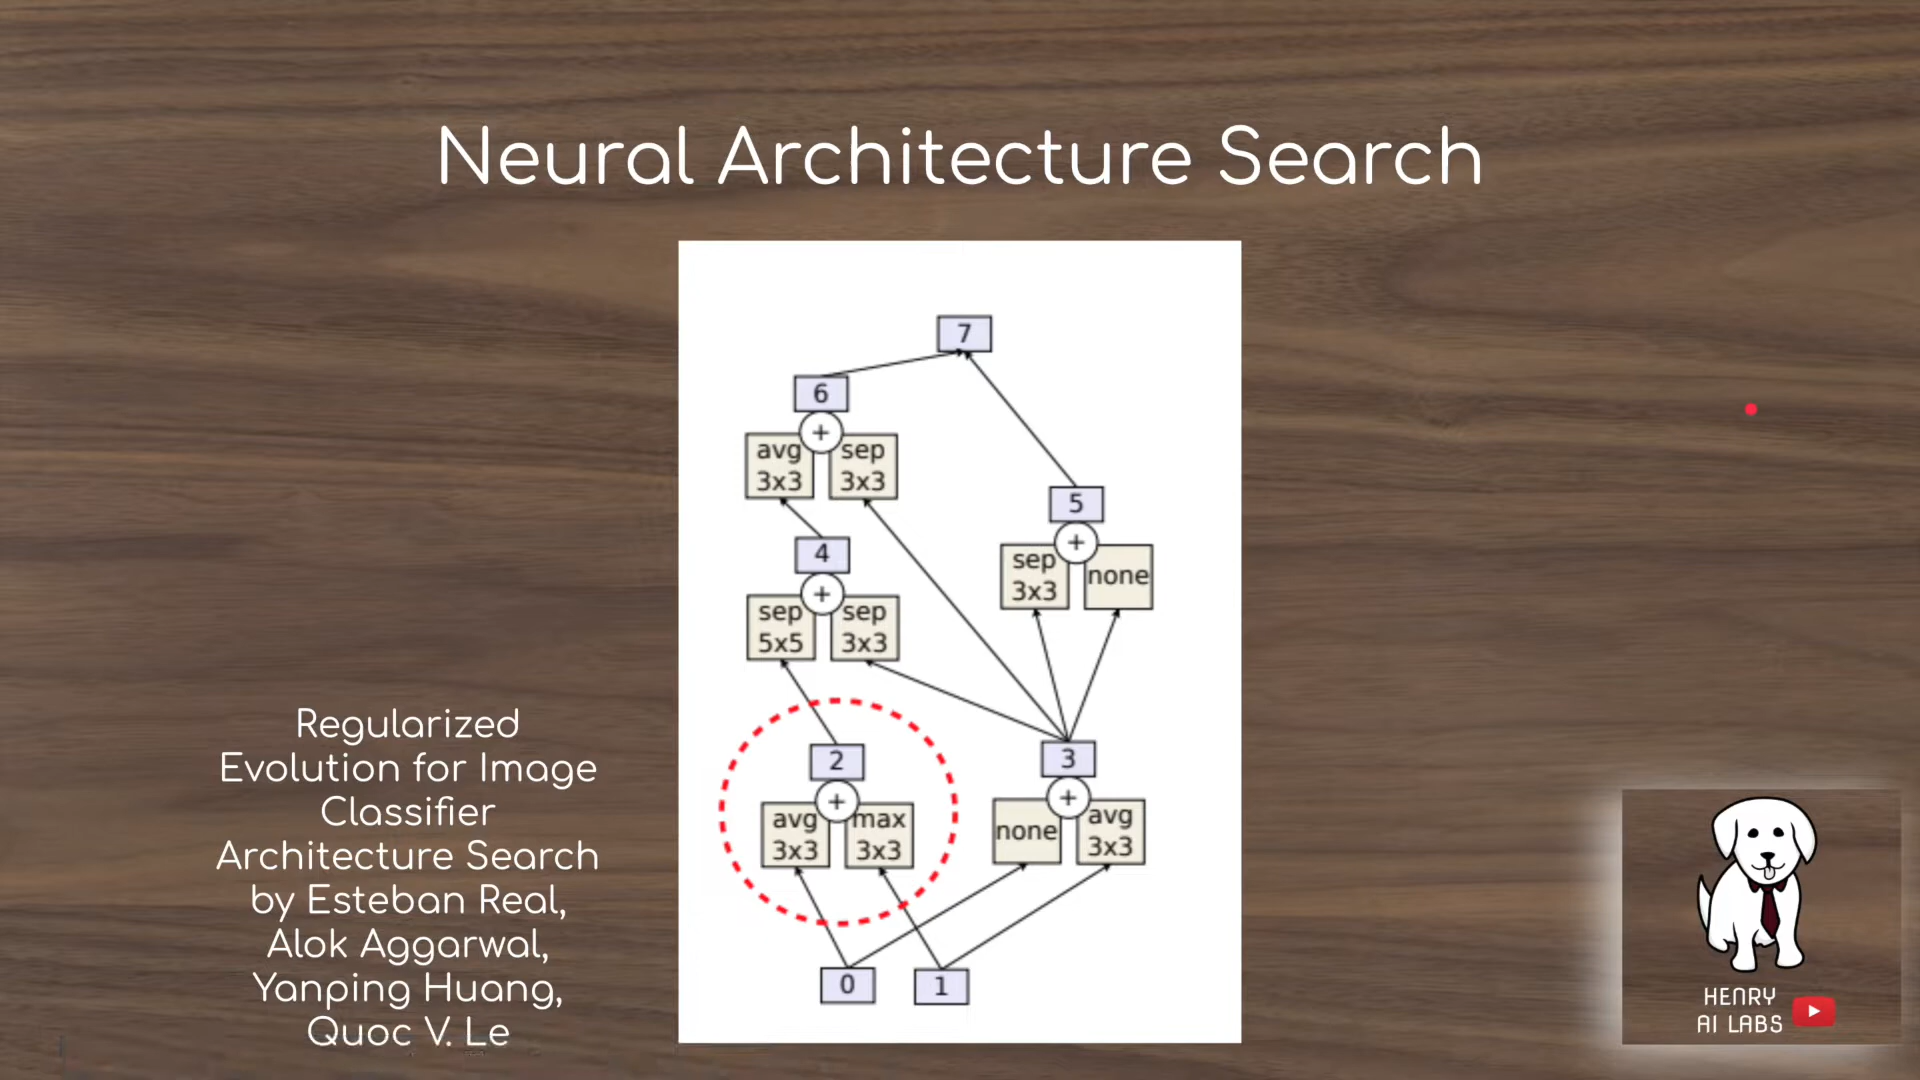 Neural Architecture Search
7
6
+
avg
3x3
sep
3x3
5
+
sep
3x3
none
4
+
sep
5x5
sep
3x3
2
+
avg
3x3
max
3x3
3
+
none
avg
3x3
0
1
Regularized
Evolution for Image
Classifier
Architecture Search
by Esteban Real,
Alok Aggarwal,
Yanping Huang,
Quoc V. Le
HENRY
AI LABS